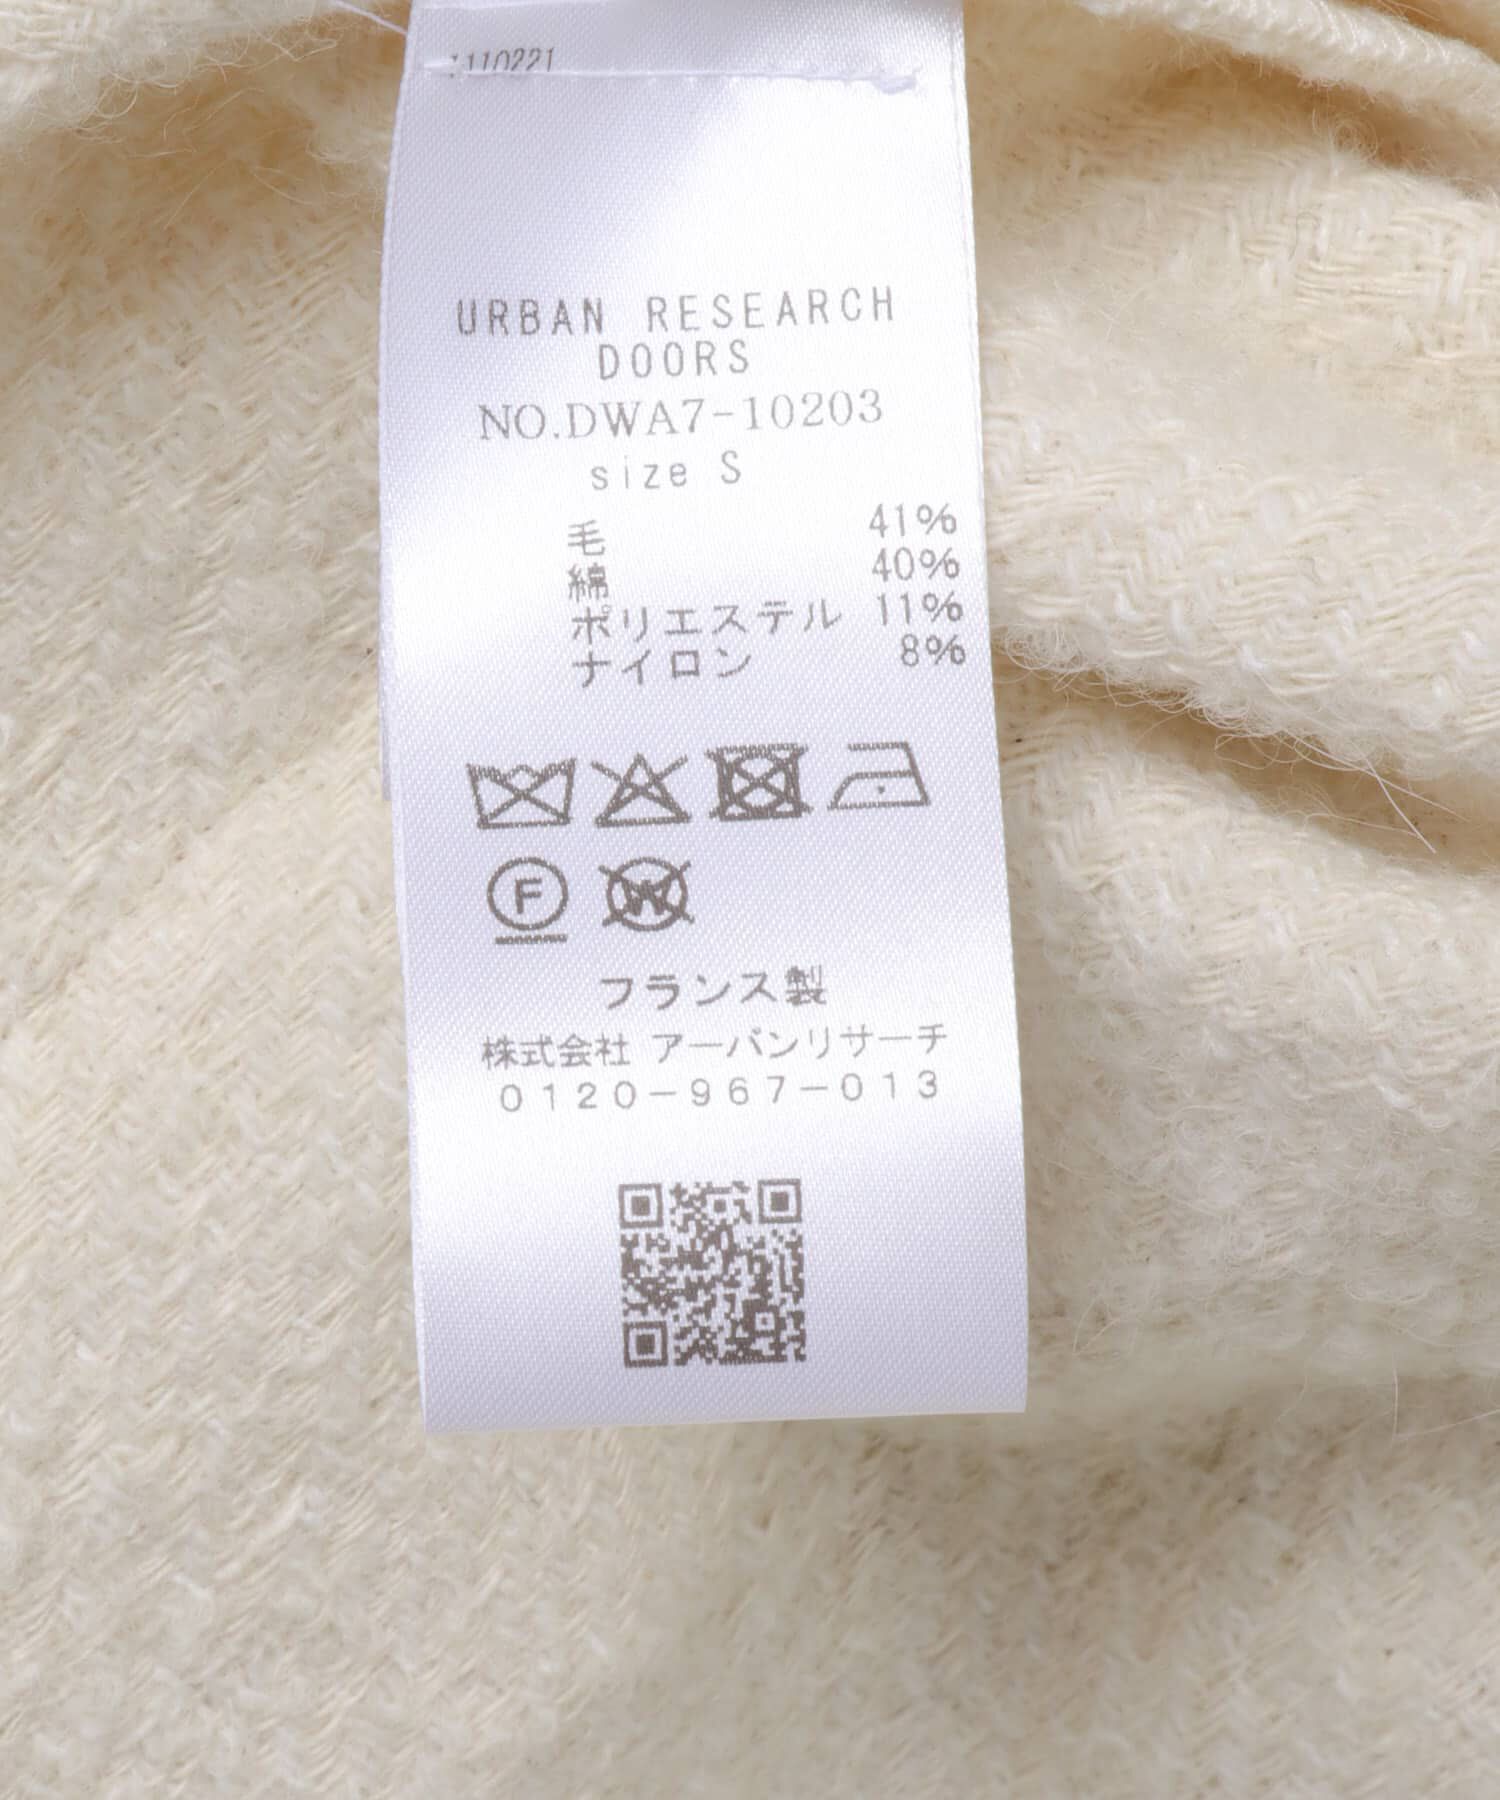 URBAN RESEARCH
DOORS
NO.DWA7-10203
size S
毛 41%
綿 40%
ポリエステル 11%
ナイロン 8%
F W
フランス製
株式会社 アーバンリサーチ
0120-967-013